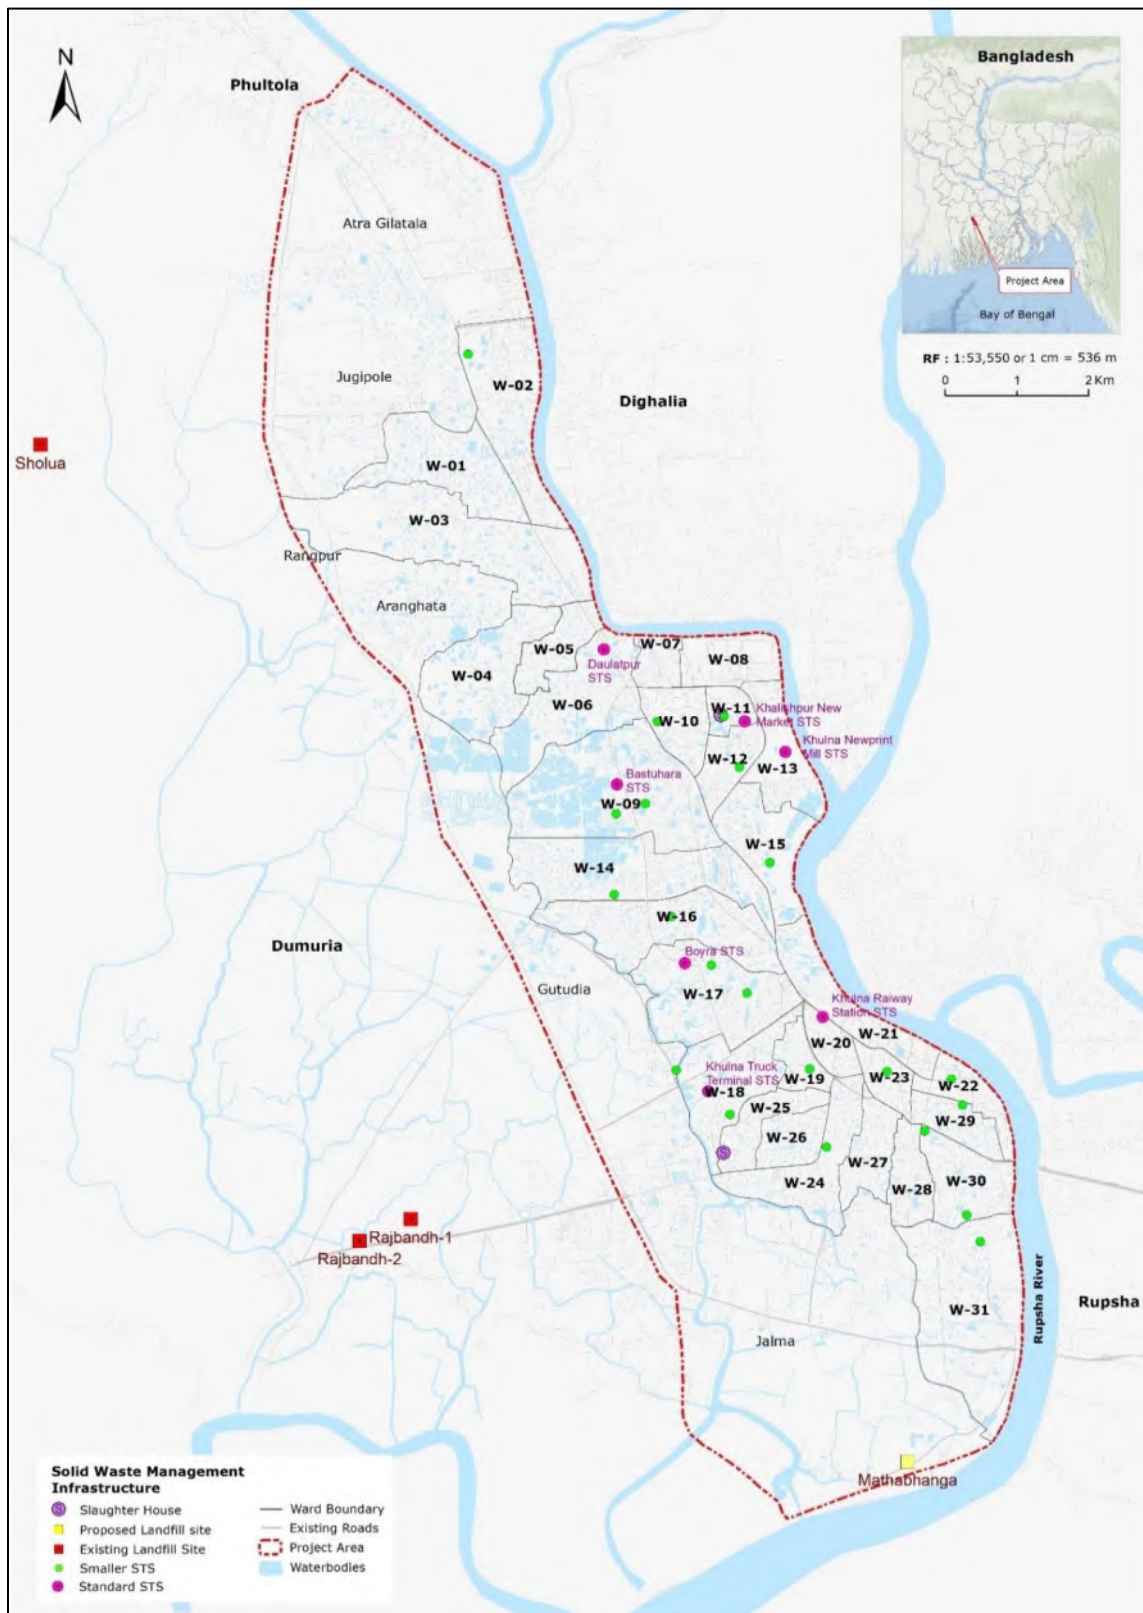 N
Phultola
Bangladesh
Project Area
Bay of Bengal
RF : 1:53,550 or 1 cm = 536 m
0 1 2 Km
Atra Gilatala
Jugipole
W-02
Dighalia
Sholua
W-01
W-03
Rangpur
Aranghata
W-05
W-07
W-08
Daulatpur
STS
W-04
W-06
W-11
W-10
Khalishpur New
Market STS
Khulna Newprint
Mill STS
W-12
W-13
Bastuhara
STS
W-09
W-15
W-14
W-16
Dumuria
Boyra STS
Gutudia
W-17
Khulna Raiway
Station STS
W-21
W-20
Khulna Truck
Terminal STS
W-19
W-23
W-22
W-18
W-25
W-29
W-26
W-27
W-24
W-28
W-30
Rajbandh-1
Rajbandh-2
Rupsha River
Rupsha
W-31
Jalma
Mathabhanga
Solid Waste Management
Infrastructure
S Slaughter House
Proposed Landfill site
Existing Landfill Site
Smaller STS
Standard STS
Ward Boundary
Existing Roads
Project Area
Waterbodies
S